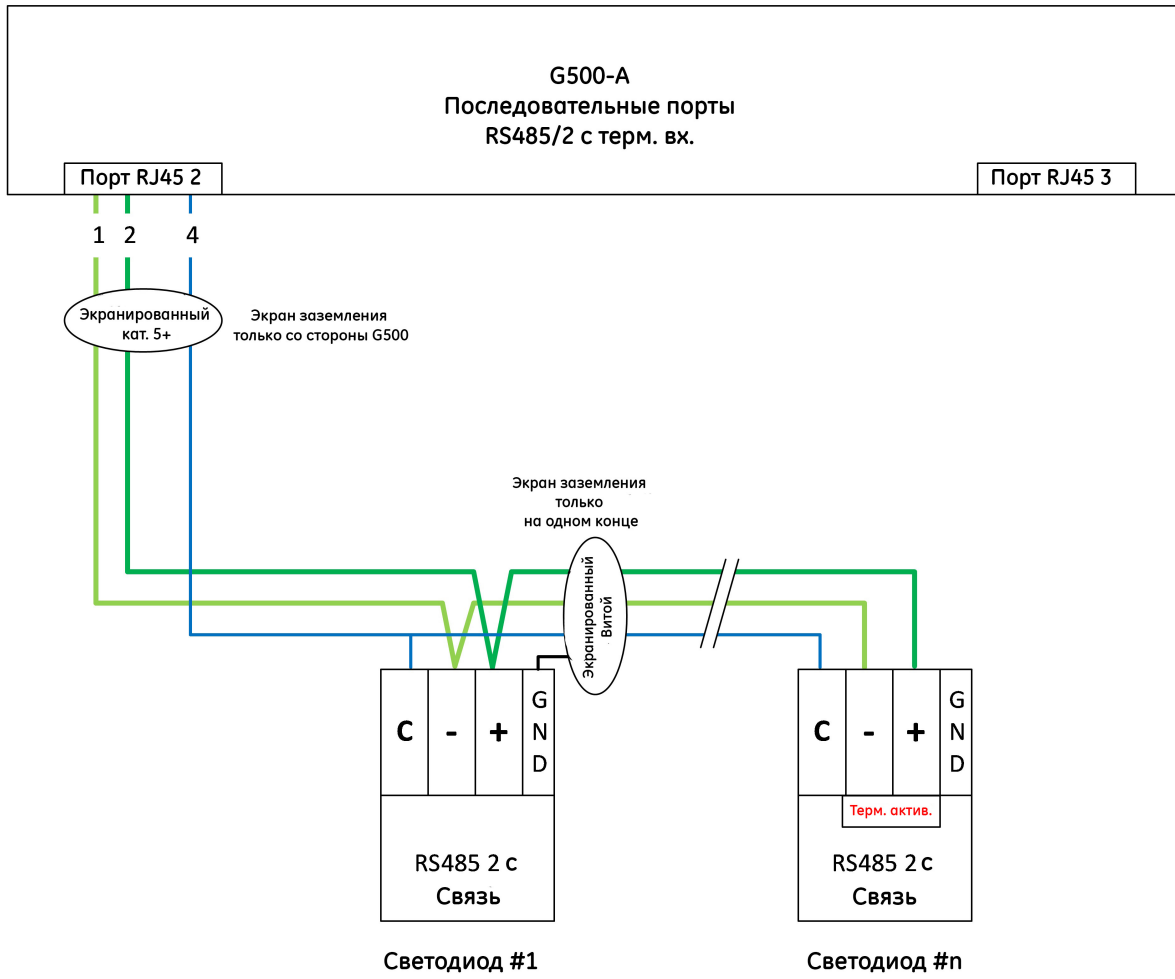 G500-A
Последовательные порты
RS485/2 с терм. вх.
Порт RJ45 2
Порт RJ45 3
1 2 4
Экранированный
кат. 5+
Экран заземления
только со стороны G500
Экран заземления
только
на одном конце
Экранированный
Витой
C - + GND
C - + GND
Терм. актив.
RS485 2 с
Связь
RS485 2 с
Связь
Светодиод #1
Светодиод #n